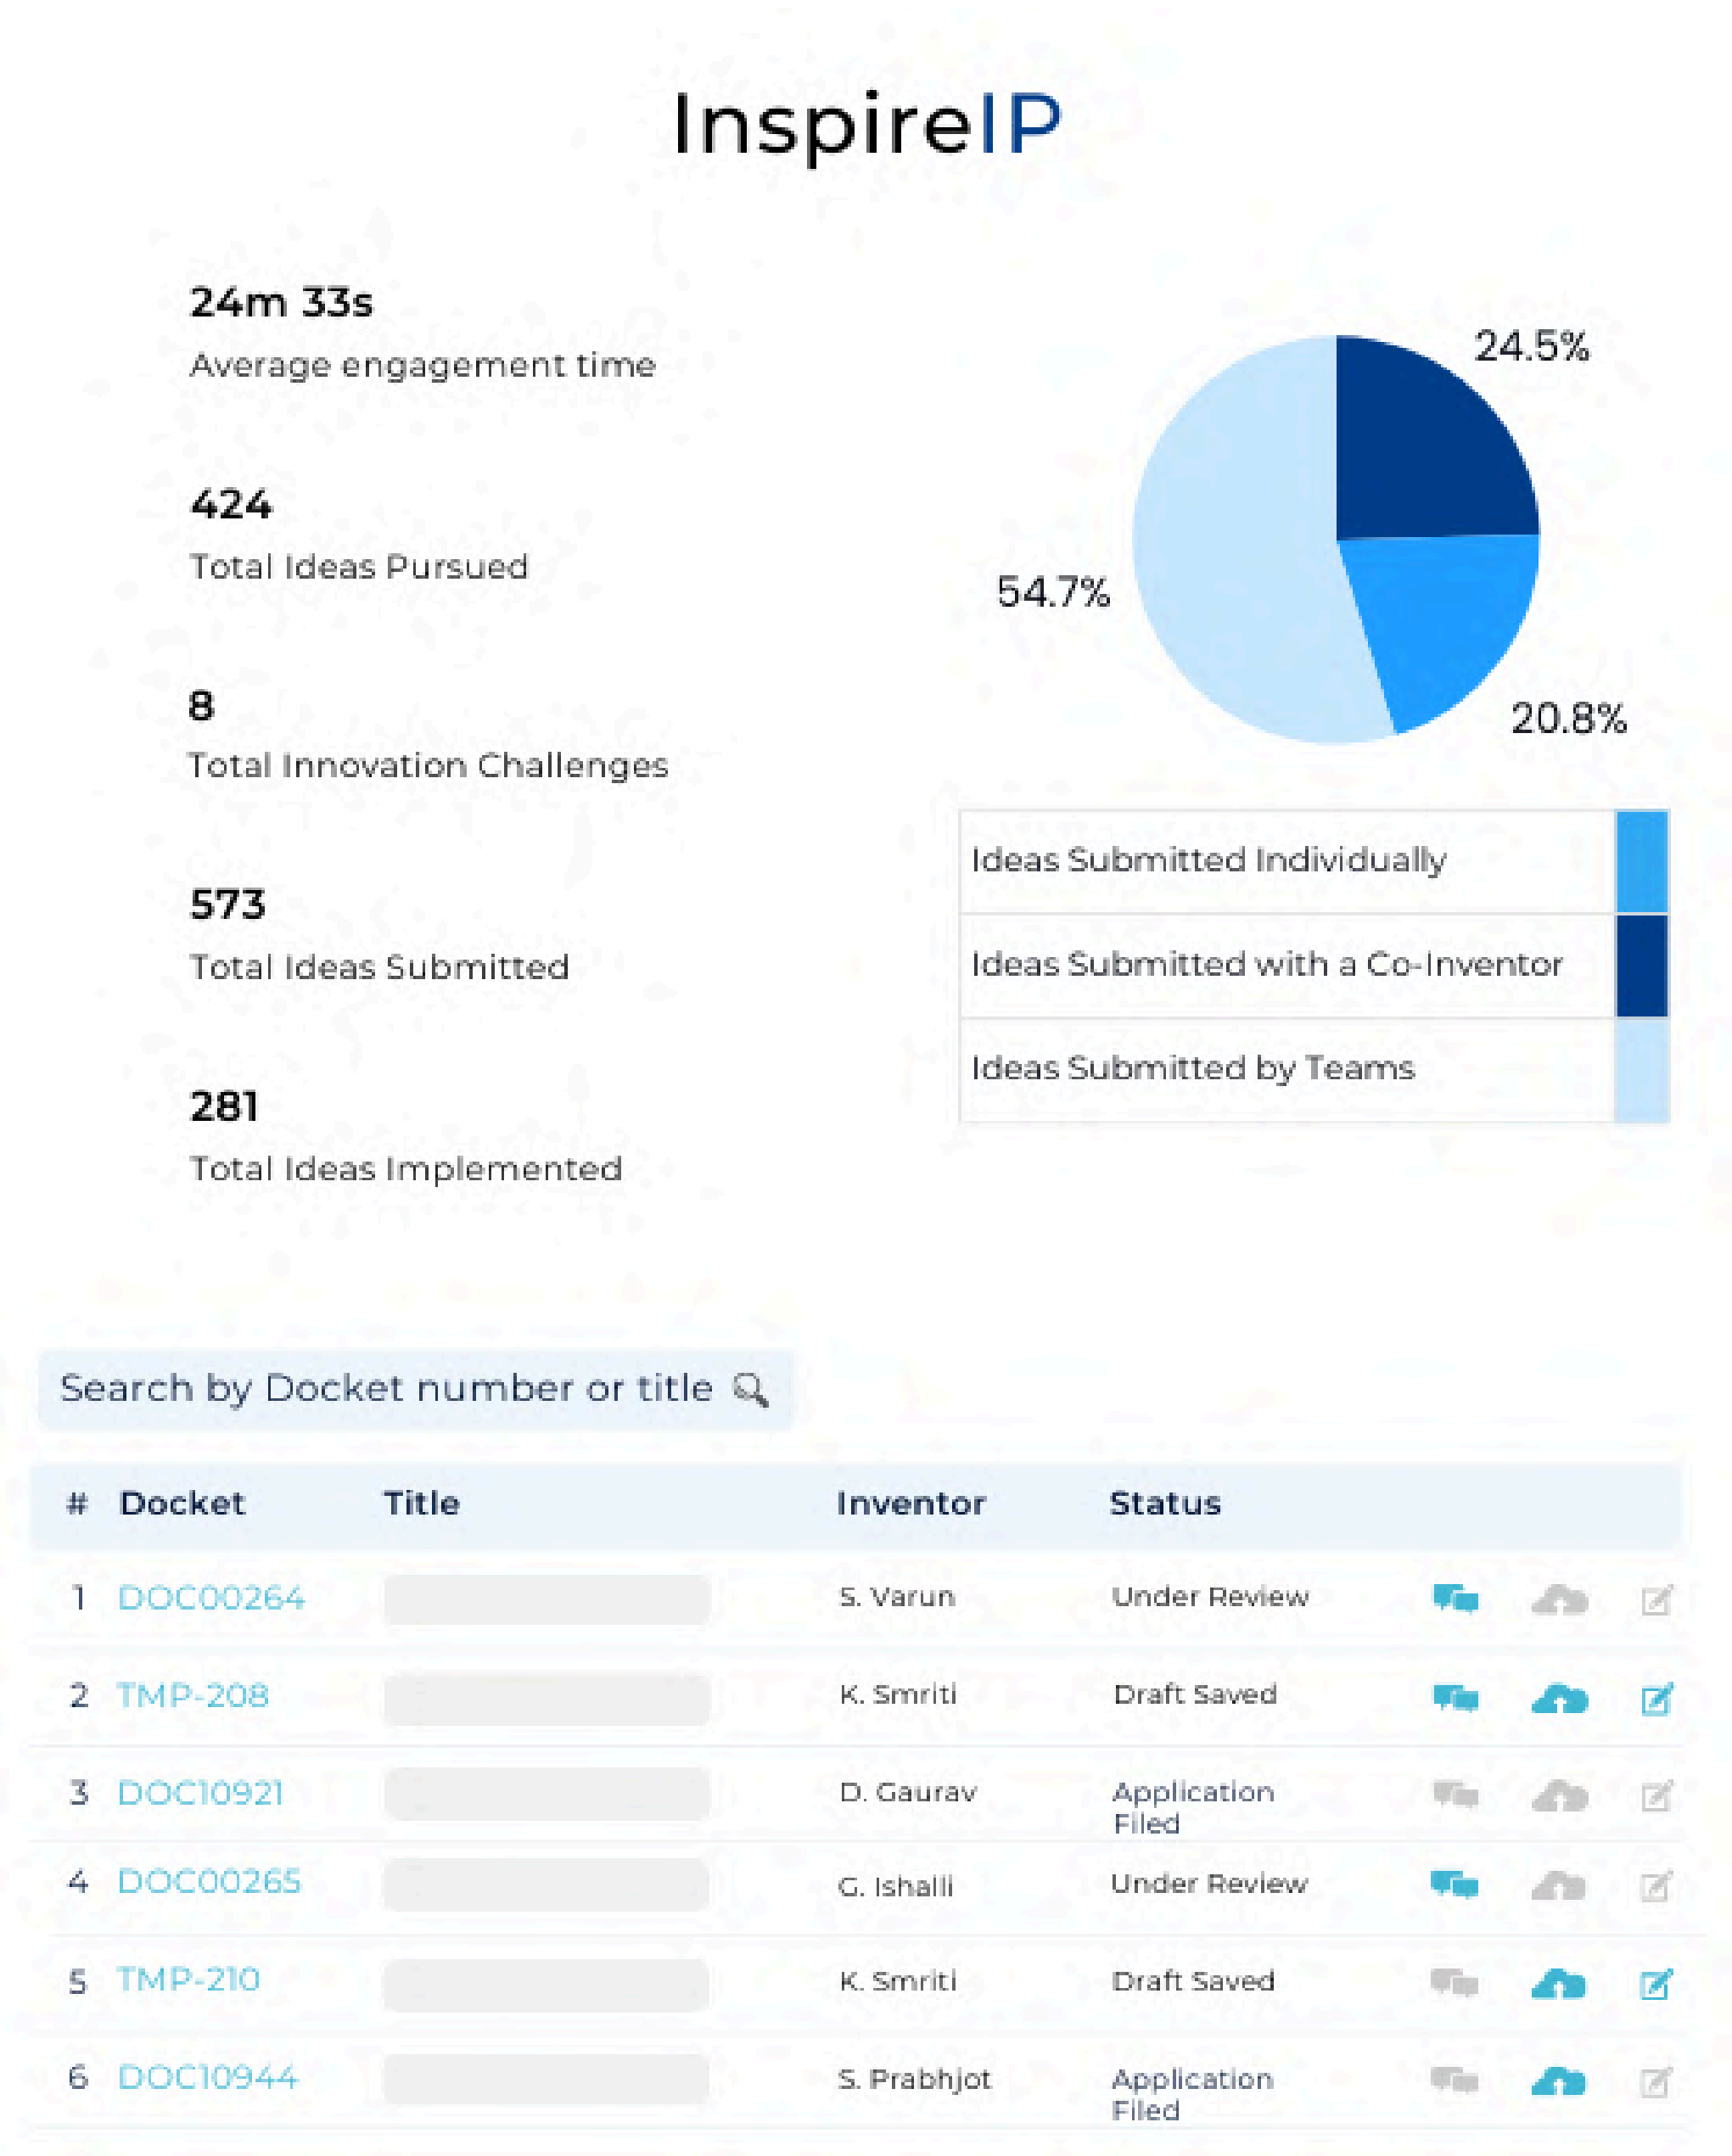 InspireIP
24m 33s
Average engagement time
424
Total Ideas Pursued
8
Total Innovation Challenges
573
Total Ideas Submitted
281
Total Ideas Implemented
24.5%
54.7%
20.8%
Ideas Submitted Individually
Ideas Submitted with a Co-Inventor
Ideas Submitted by Teams
Search by Docket number or title
# Docket Title Inventor Status
1 DOC00264 S. Varun Under Review
2 TMP-208 K. Smriti Draft Saved
3 DOC10921 D. Gaurav Application
Filed
4 DOC00265 G. Ishalli Under Review
5 TMP-210 K. Smriti Draft Saved
6 DOC10944 S. Prabhjot Application
Filed